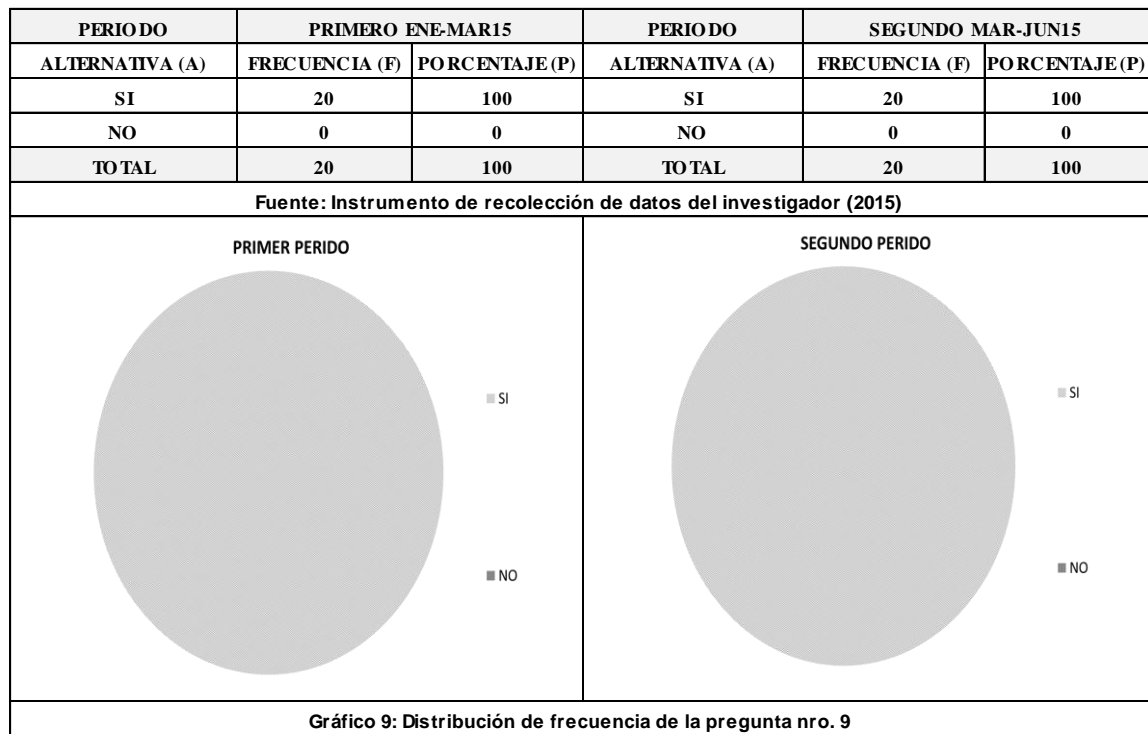 PERIODO PRIMERO ENE-MAR15 PERIODO SEGUNDO MAR-JUN15
ALTERNATIVA (A) FRECUENCIA (F) PORCENTAJE (P) ALTERNATIVA (A) FRECUENCIA (F) PORCENTAJE (P)
SI 20 100 SI 20 100
NO 0 0 NO 0 0
TOTAL 20 100 TOTAL 20 100
Fuente: Instrumento de recolección de datos del investigador (2015)
PRIMER PERIDO
SI
NO
SEGUNDO PERIDO
SI
NO
Gráfico 9: Distribución de frecuencia de la pregunta nro. 9